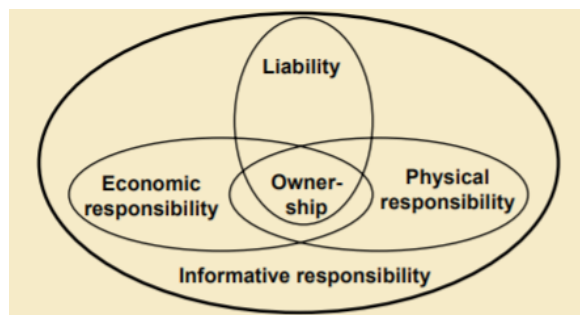 Liability
Economic
responsibility
Owner-
ship
Physical
responsibility
Informative responsibility